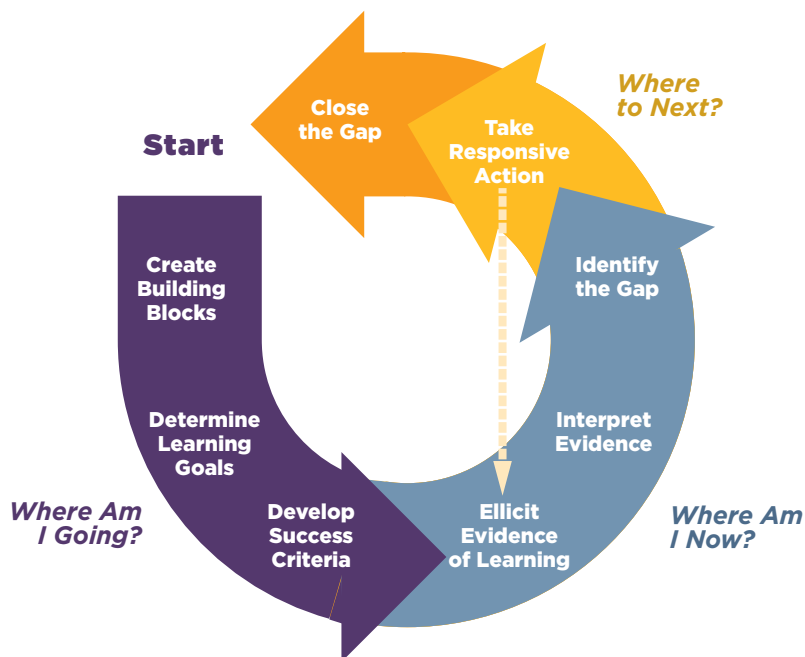 Start
Create
Building
Blocks
Determine
Learning
Goals
Develop
Success
Criteria
Where Am
I Going?
Ellicit
Evidence
of Learning
Interpret
Evidence
Identify
the Gap
Where Am
I Now?
Take
Responsive
Action
Close
the Gap
Where
to Next?